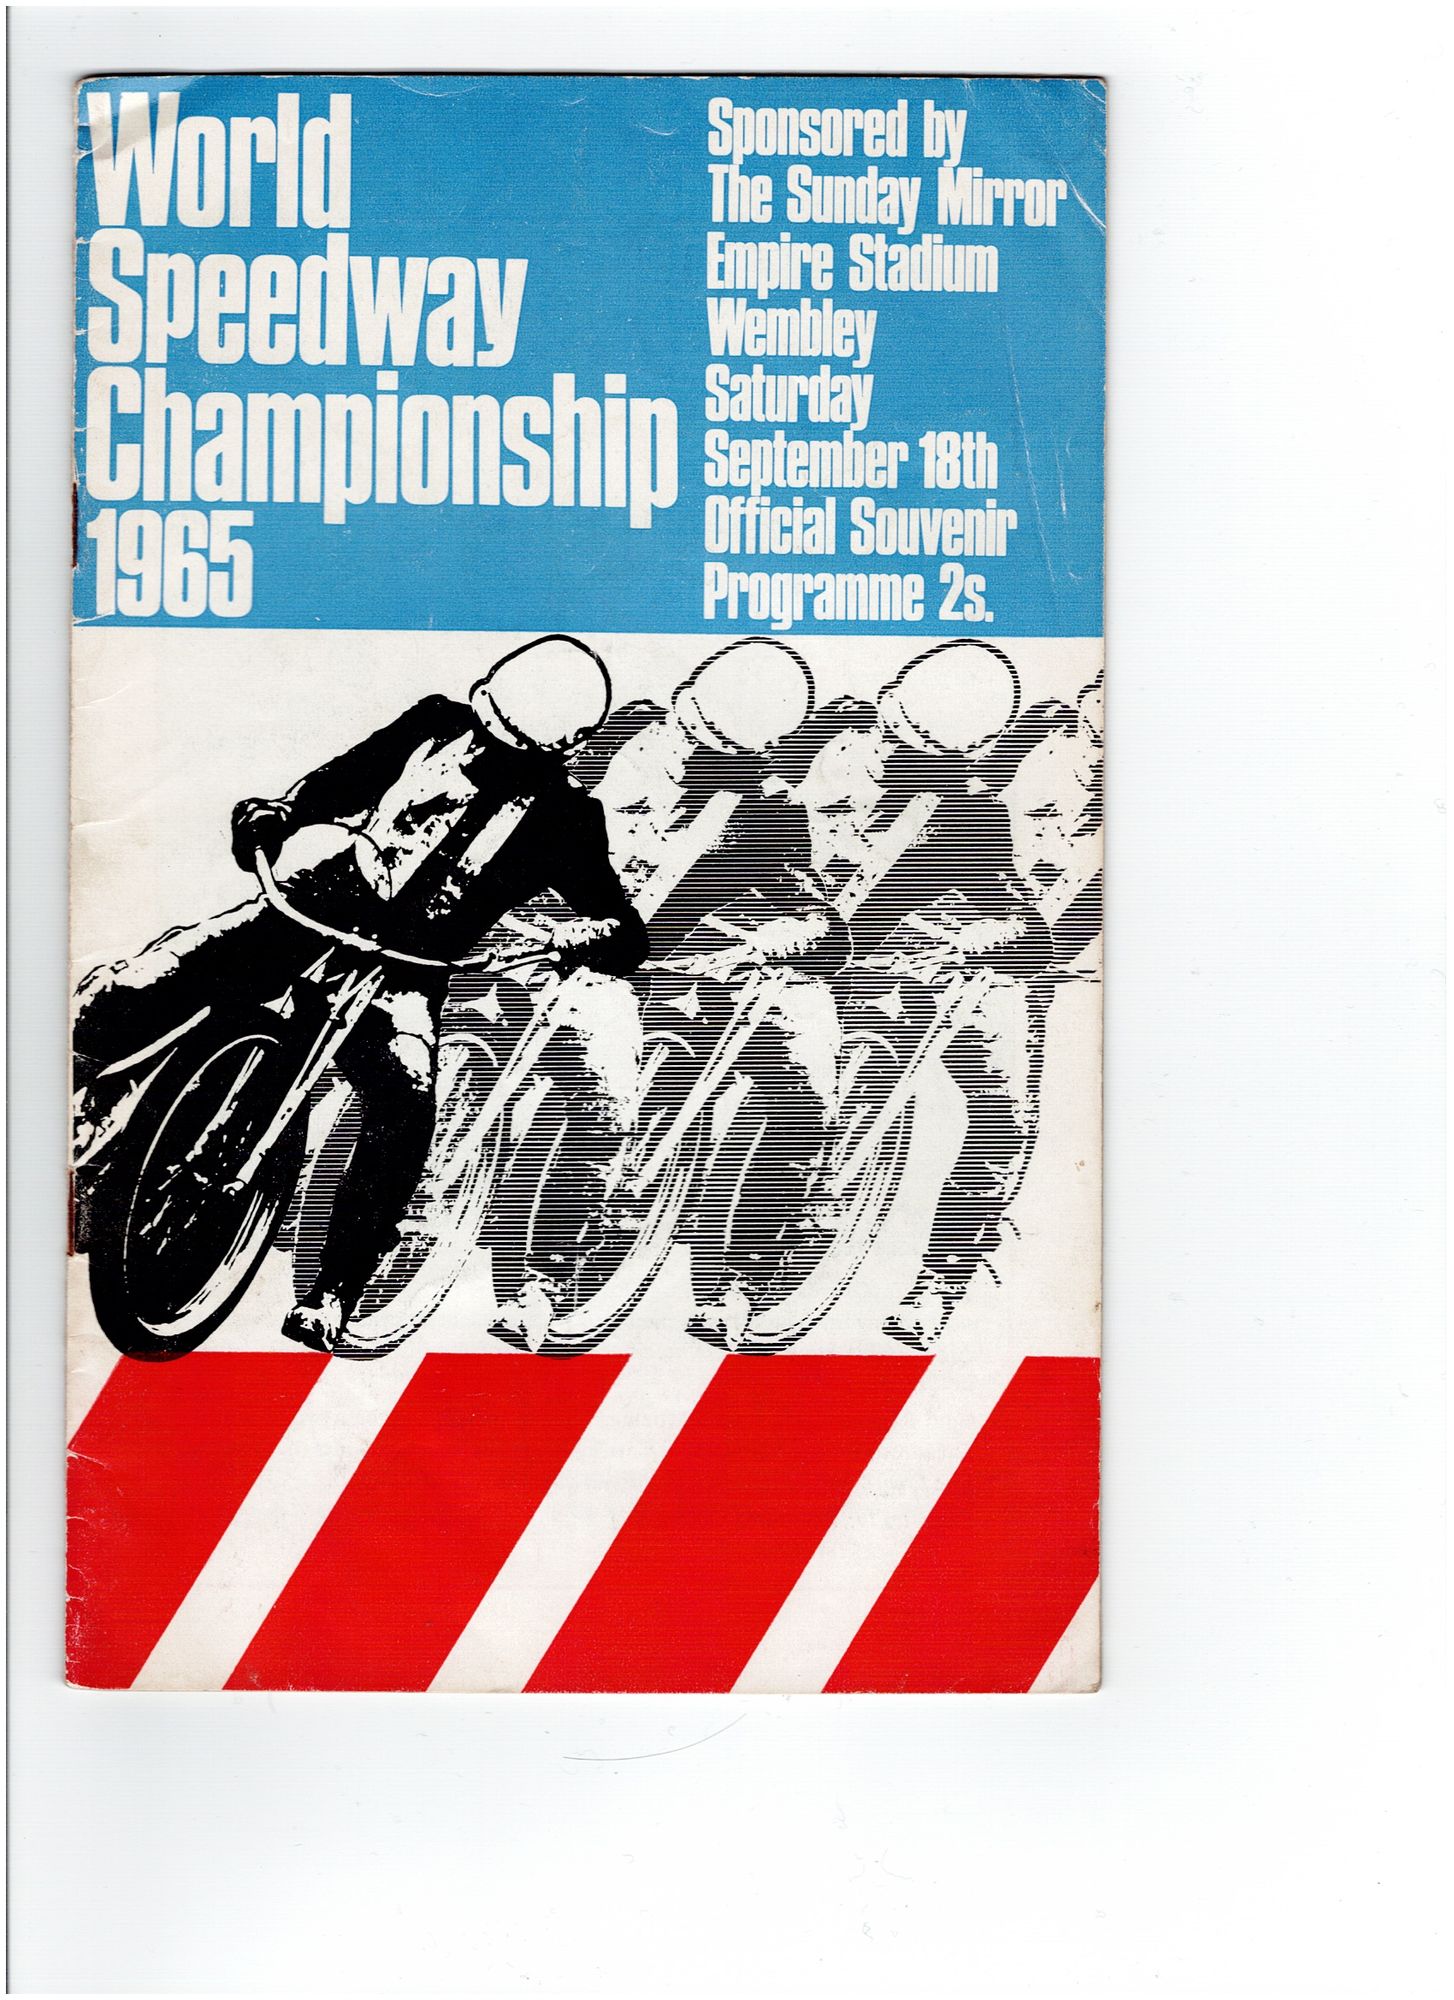 World
Speedway
Championship
1965
Sponsored by
The Sunday Mirror
Empire Stadium
Wembley
Saturday
September 18th
Official Souvenir
Programme 2s.